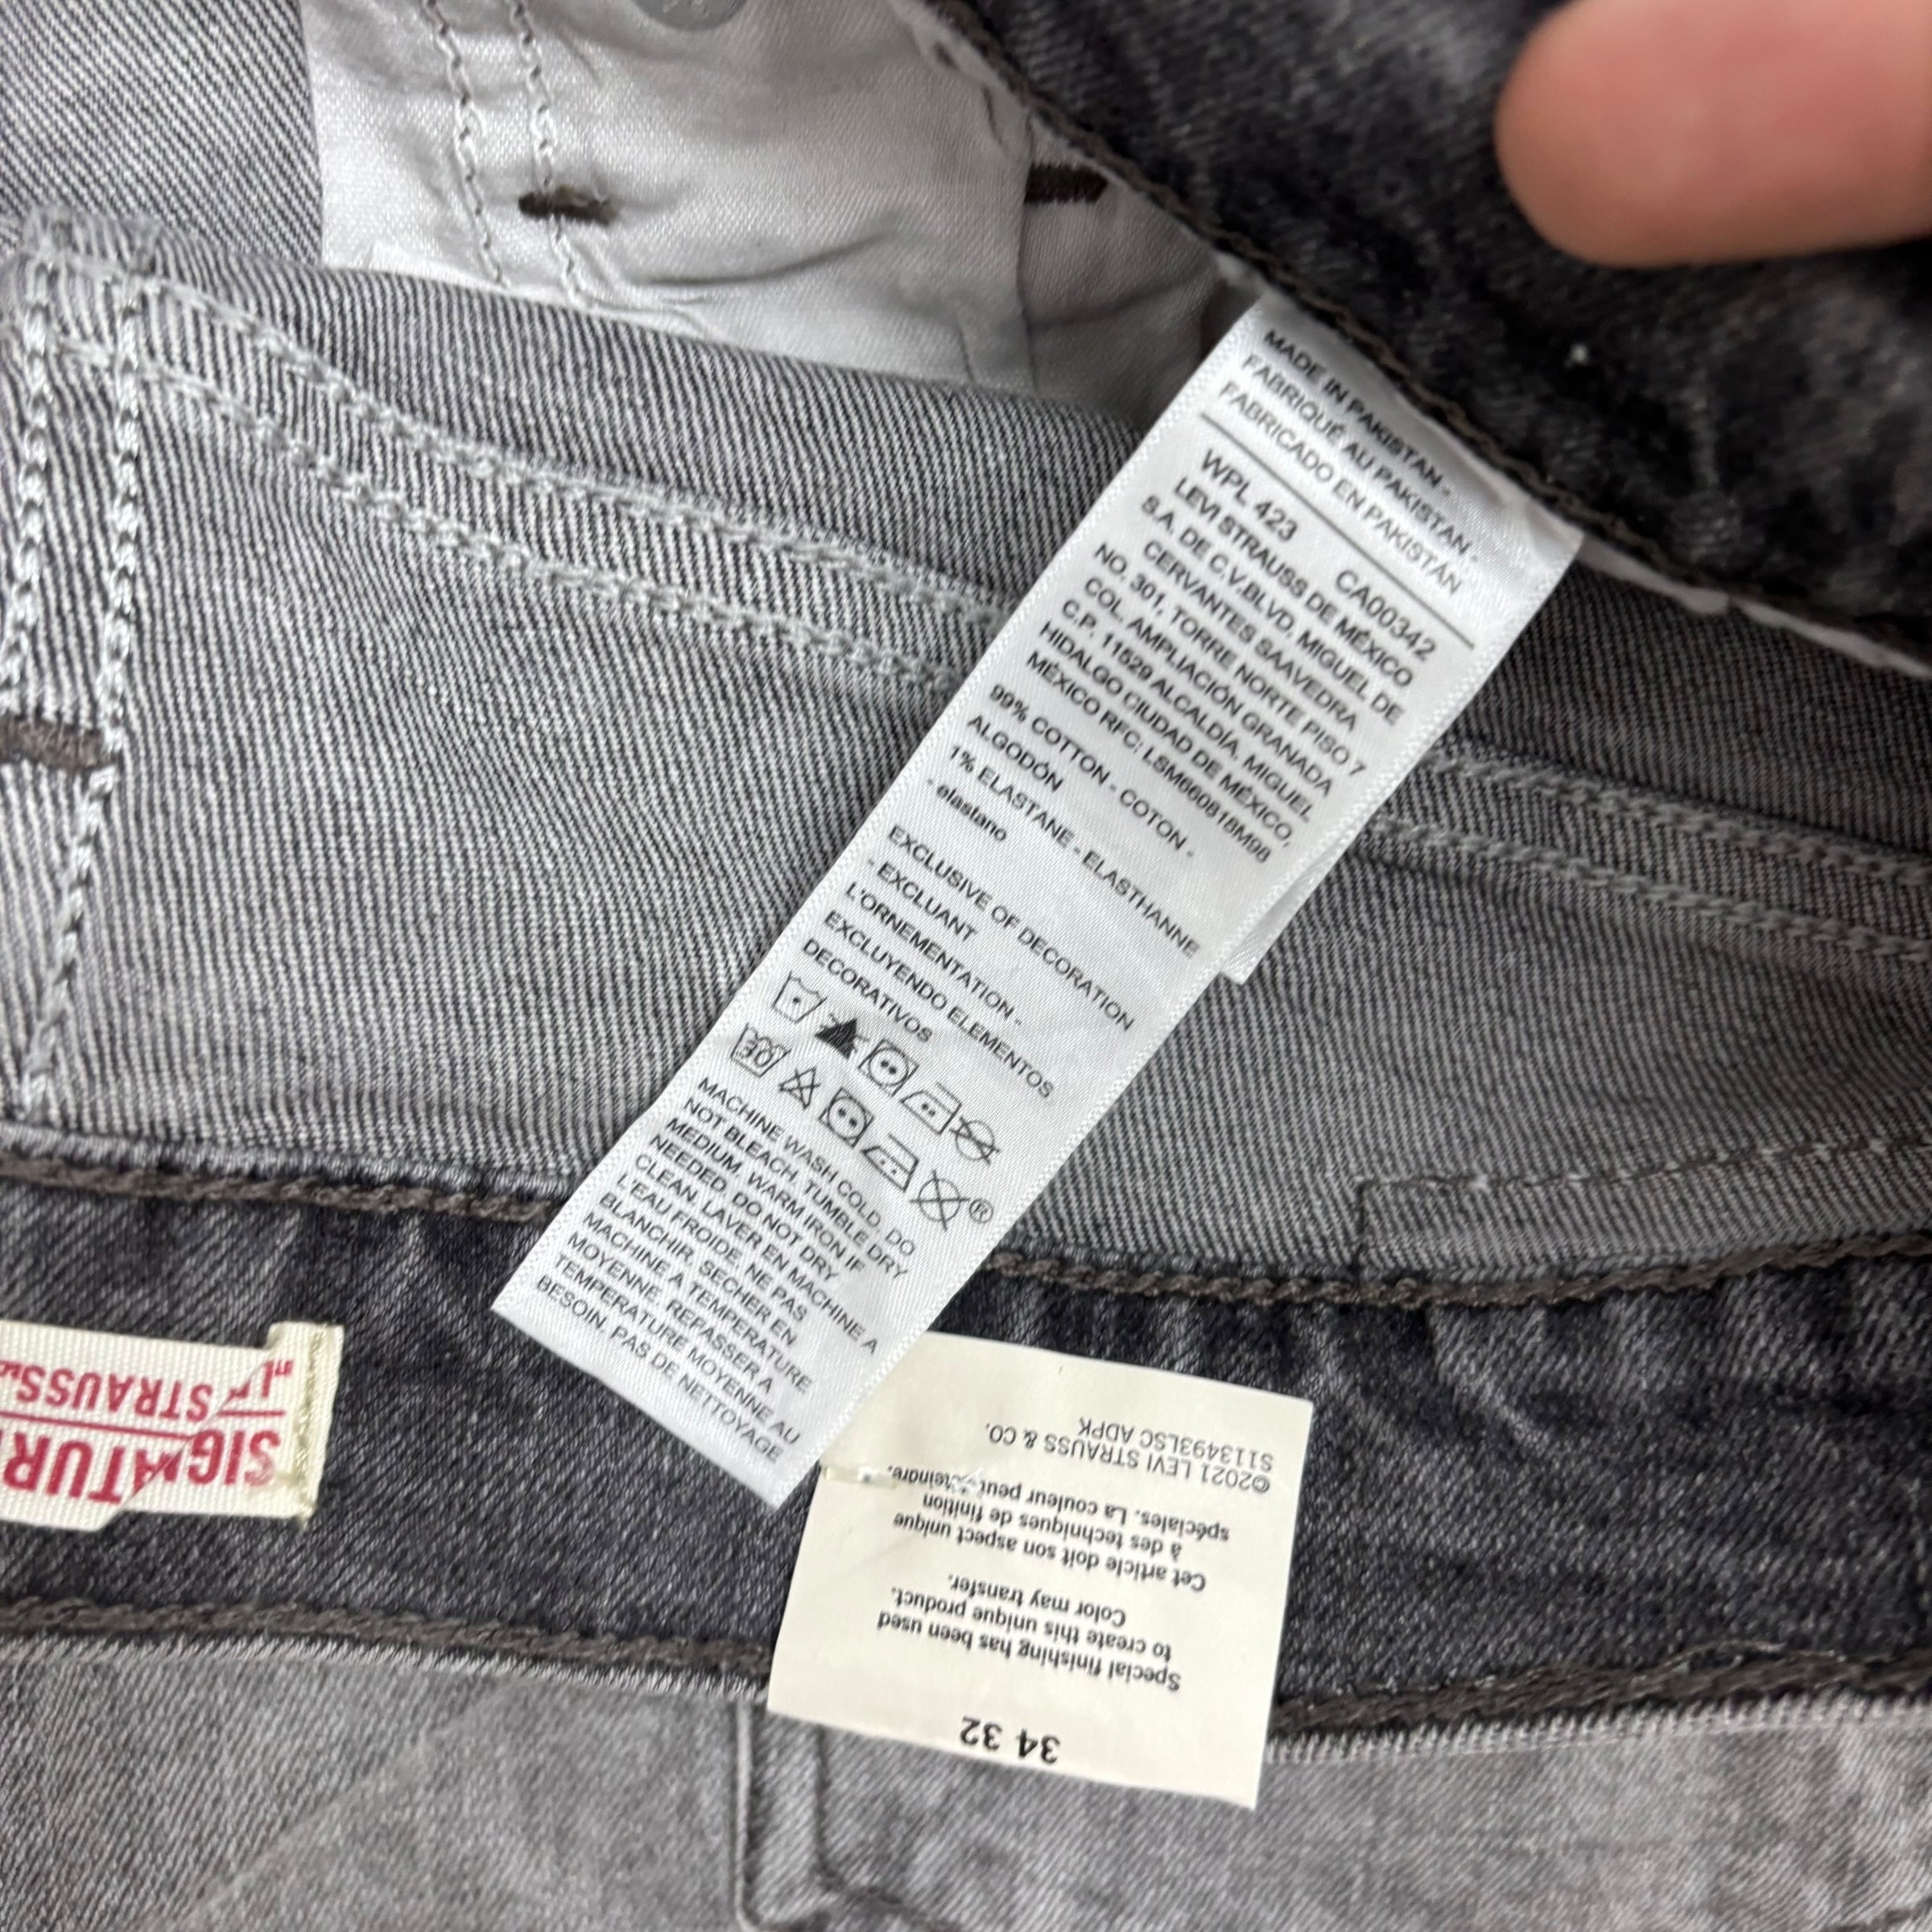 MADE IN PAKISTAN -
FABRIQUÉ AU PAKISTAN -
FABRICADO EN PAKISTÁN
WPL 423 CA00342
LEVI STRAUSS DE MÉXICO
S.A. DE C.V.BLVD. MIGUEL DE
CERVANTES SAAVEDRA
NO. 301, TORRE NORTE PISO 7
COL. AMPLIACIÓN GRANADA
C.P. 11529 ALCALDÍA, MIGUEL
HIDALGO CIUDAD DE MÉXICO,
MÉXICO RFC: LSM660818M98
99% COTTON - COTON -
ALGODÓN
1% ELASTANE - ELASTHANNE
- elastano
EXCLUSIVE OF DECORATION
- EXCLUANT
L'ORNEMENTATION -
EXCLUYENDO ELEMENTOS
DECORATIVOS
30
®
MACHINE WASH COLD. DO
NOT BLEACH. TUMBLE DRY
MEDIUM. WARM IRON IF
NEEDED. DO NOT DRY
CLEAN. LAVER EN MACHINE A
L'EAU FROIDE. NE PAS
BLANCHIR. SECHER EN
MACHINE A TEMPERATURE
MOYENNE. REPASSER A
TEMPERATURE MOYENNE AU
BESOIN. PAS DE NETTOYAGE
SIGNATUR
STRAUSS
34 32
Special finishing has been used
to create this unique product.
Color may transfer.
Cet article doit son aspect unique
à des techniques de finition
spéciales. La couleur peut déteindre.
©2021 LEVI STRAUSS & CO.
S113493LSC ADPK